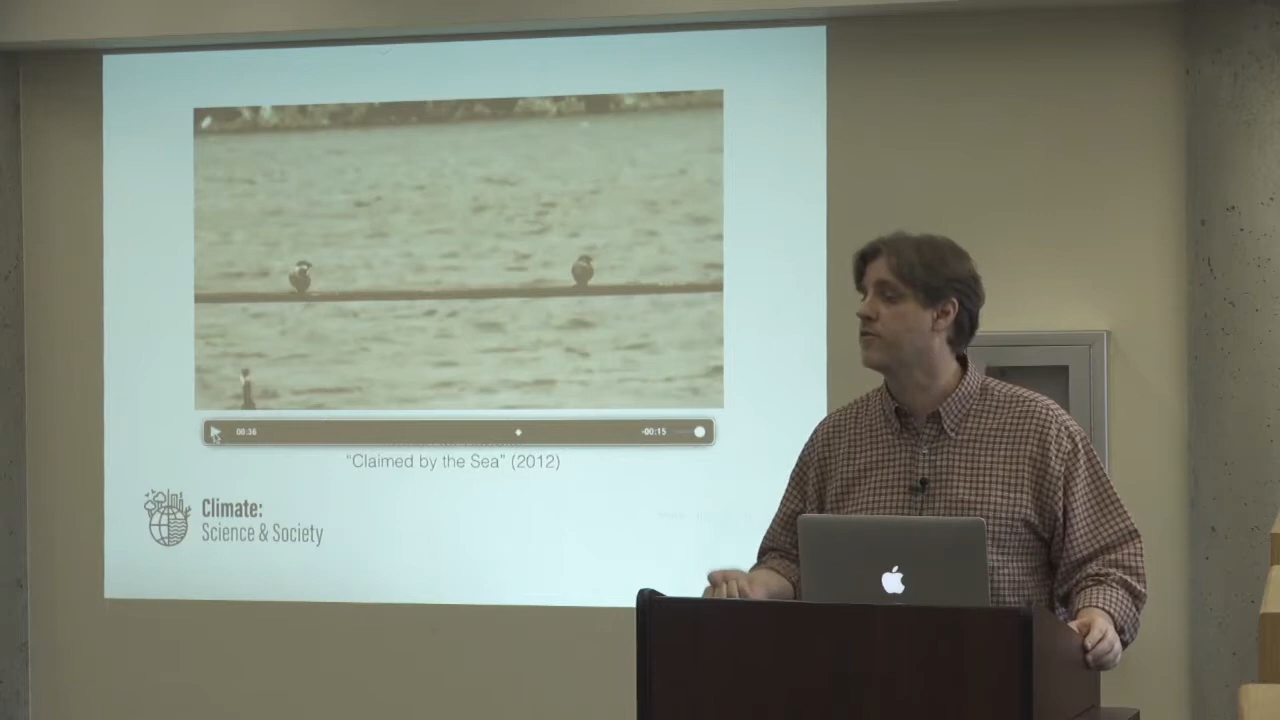 00:36
-00:15
"Claimed by the Sea" (2012)
Climate:
Science & Society